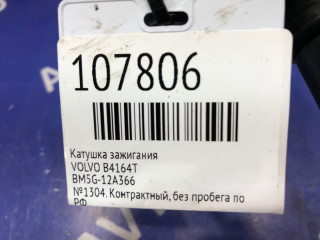 107806
Катушка зажигания
VOLVO B4164T
BM5G-12A366
№1304. Контрактный, без пробега по
РФ